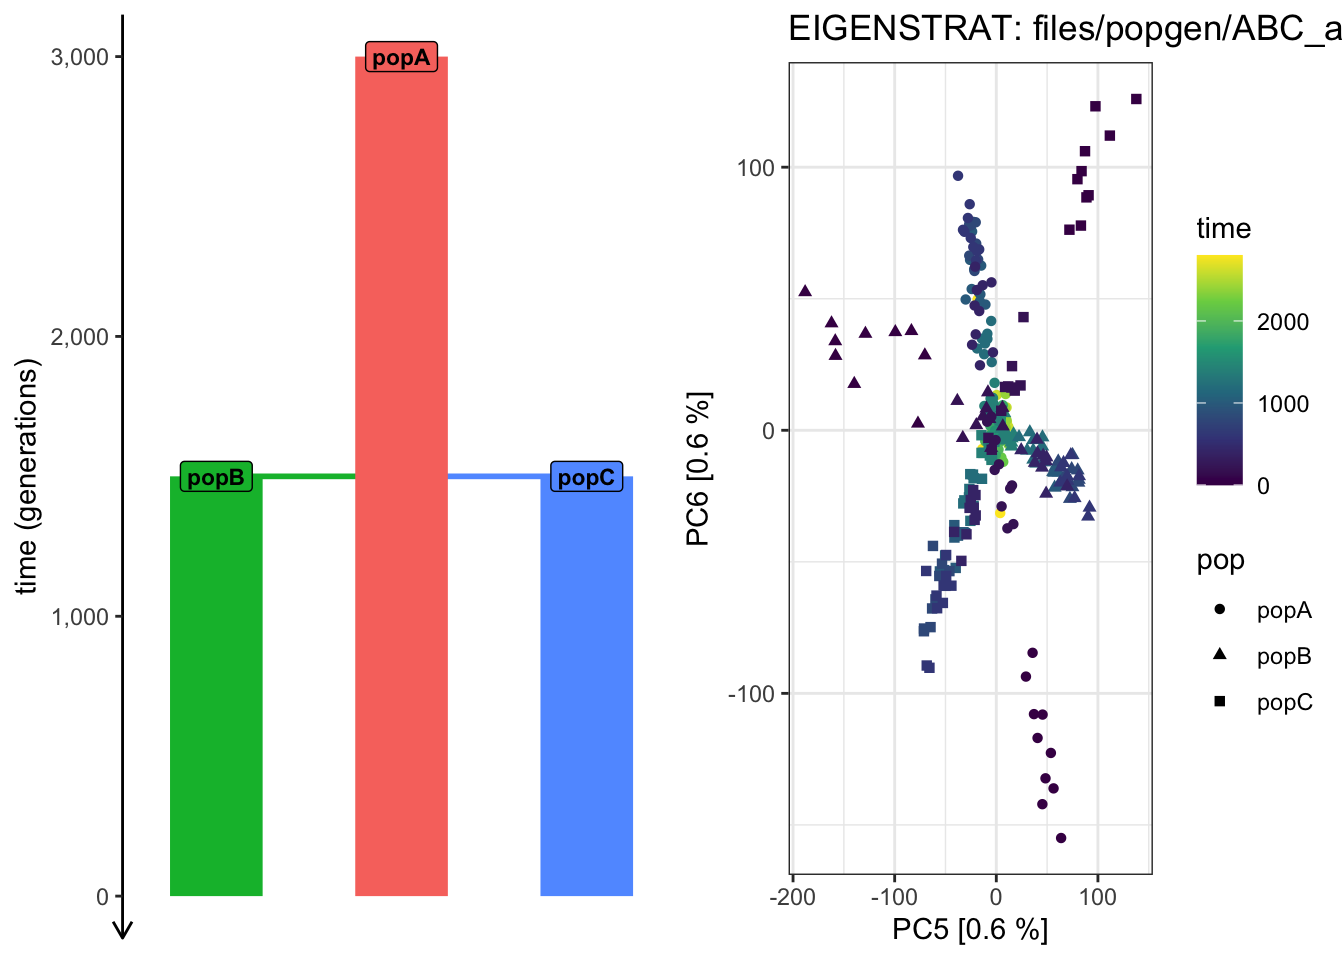 time (generations)
3,000
2,000
1,000
0
popA
popB
popC
EIGENSTRAT: files/popgen/ABC_a
PC6 [0.6 %]
100
0
-100
-200
-100
0
100
PC5 [0.6 %]
time
2000
1000
0
pop
popA
popB
popC